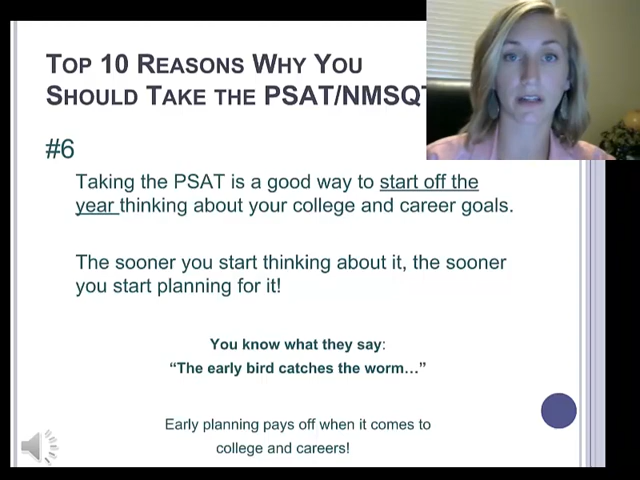 TOP 10 REASONS WHY YOU
SHOULD TAKE THE PSAT/NMSQT
#6
Taking the PSAT is a good way to start off the
year thinking about your college and career goals.
The sooner you start thinking about it, the sooner
you start planning for it!
You know what they say:
“The early bird catches the worm…”
Early planning pays off when it comes to
college and careers!